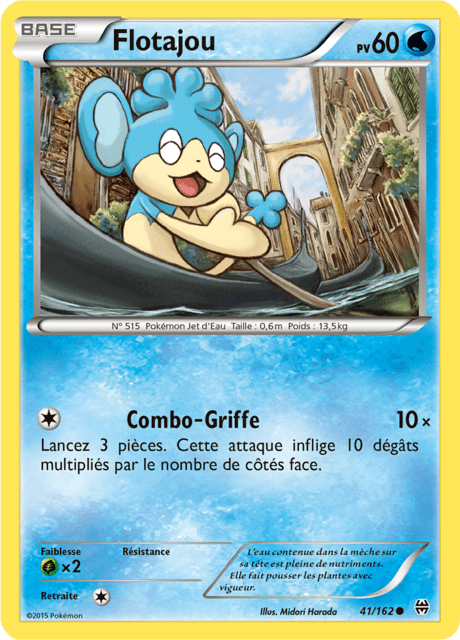 BASE
Flotajou
PV60
N° 515 Pokémon Jet d'Eau Taille : 0,6m Poids : 13,5kg
Combo-Griffe 10×
Lancez 3 pièces. Cette attaque inflige 10 dégâts
multipliés par le nombre de côtés face.
Faiblesse
×2
Résistance
Retraite
L'eau contenue dans la mèche sur
sa tête est pleine de nutriments.
Elle fait pousser les plantes avec
vigueur.
Illus. Midori Harada
41/162
©2015 Pokémon